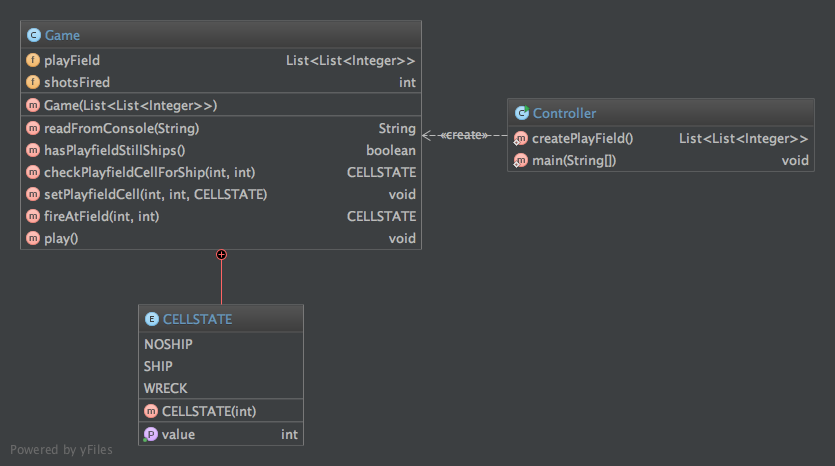 Game
playField List<List<Integer>>
shotsFired int
Game(List<List<Integer>>)
readFromConsole(String) String
hasPlayfieldStillShips() boolean
checkPlayfieldCellForShip(int, int) CELLSTATE
setPlayfieldCell(int, int, CELLSTATE) void
fireAtField(int, int) CELLSTATE
play() void
«create»
Controller
createPlayField() List<List<Integer>>
main(String[]) void
CELLSTATE
NOSHIP
SHIP
WRECK
CELLSTATE(int)
value int
Powered by yFiles